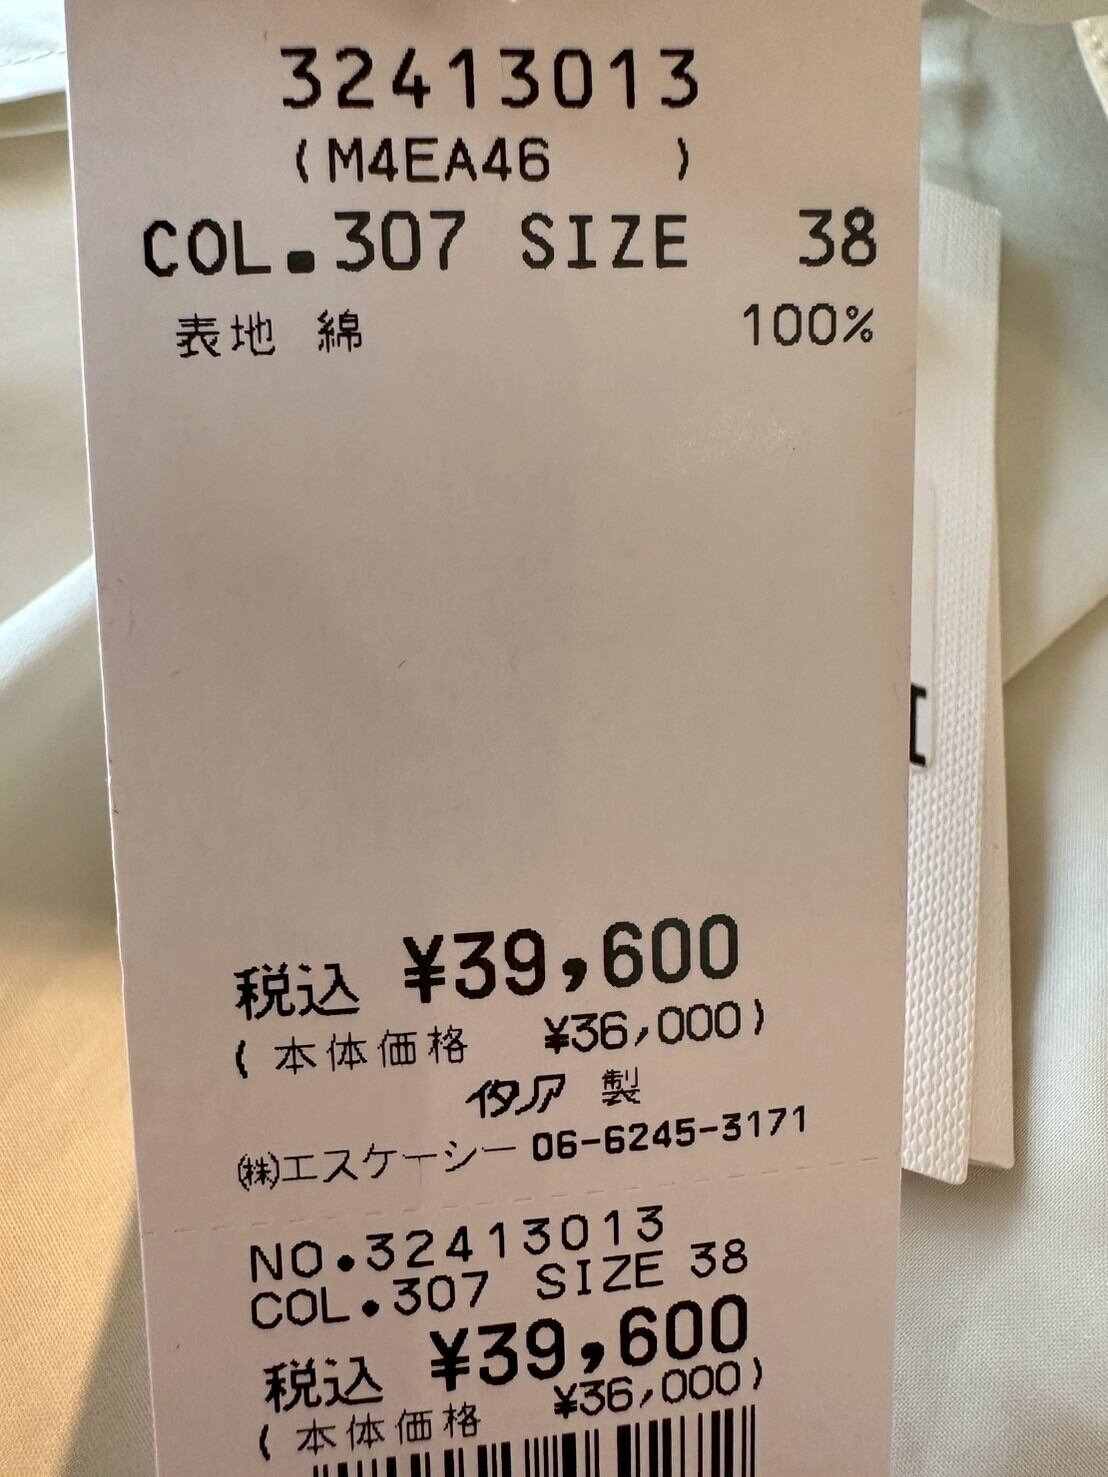 32413013
(M4EA46 )
COL.307 SIZE 38
表地 綿 100%
税込 ¥39,600
(本体価格 ¥36,000)
イタリア 製
㈱エスケーシー 06-6245-3171
NO.32413013
COL.307 SIZE 38
税込 ¥39,600
(本体価格 ¥36,000)
I